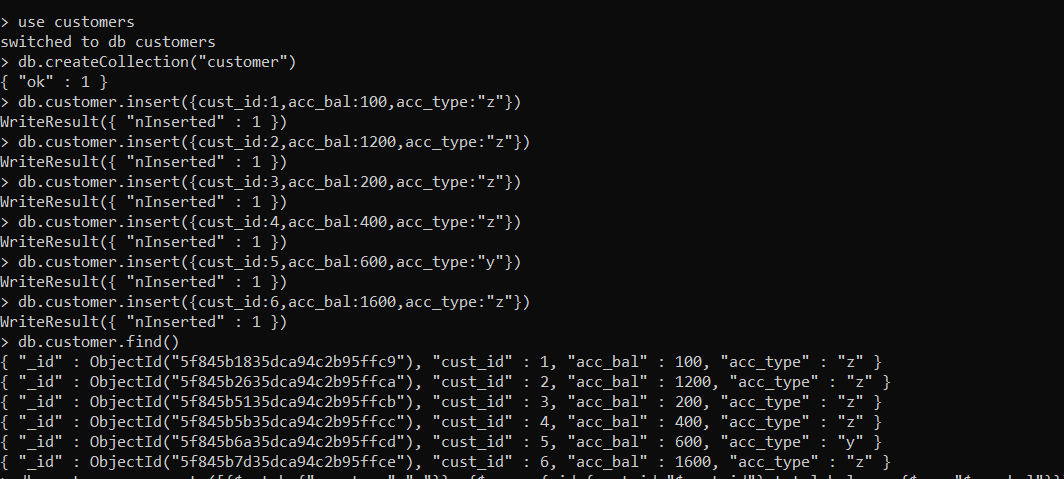 > use customers
switched to db customers
> db.createCollection("customer")
{ "ok" : 1 }
> db.customer.insert({cust_id:1,acc_bal:100,acc_type:"z"})
WriteResult({ "nInserted" : 1 })
> db.customer.insert({cust_id:2,acc_bal:1200,acc_type:"z"})
WriteResult({ "nInserted" : 1 })
> db.customer.insert({cust_id:3,acc_bal:200,acc_type:"z"})
WriteResult({ "nInserted" : 1 })
> db.customer.insert({cust_id:4,acc_bal:400,acc_type:"z"})
WriteResult({ "nInserted" : 1 })
> db.customer.insert({cust_id:5,acc_bal:600,acc_type:"y"})
WriteResult({ "nInserted" : 1 })
> db.customer.insert({cust_id:6,acc_bal:1600,acc_type:"z"})
WriteResult({ "nInserted" : 1 })
> db.customer.find()
{ "_id" : ObjectId("5f845b1835dca94c2b95ffc9"), "cust_id" : 1, "acc_bal" : 100, "acc_type" : "z" }
{ "_id" : ObjectId("5f845b2635dca94c2b95ffca"), "cust_id" : 2, "acc_bal" : 1200, "acc_type" : "z" }
{ "_id" : ObjectId("5f845b5135dca94c2b95ffcb"), "cust_id" : 3, "acc_bal" : 200, "acc_type" : "z" }
{ "_id" : ObjectId("5f845b5b35dca94c2b95ffcc"), "cust_id" : 4, "acc_bal" : 400, "acc_type" : "z" }
{ "_id" : ObjectId("5f845b6a35dca94c2b95ffcd"), "cust_id" : 5, "acc_bal" : 600, "acc_type" : "y" }
{ "_id" : ObjectId("5f845b7d35dca94c2b95ffce"), "cust_id" : 6, "acc_bal" : 1600, "acc_type" : "z" }